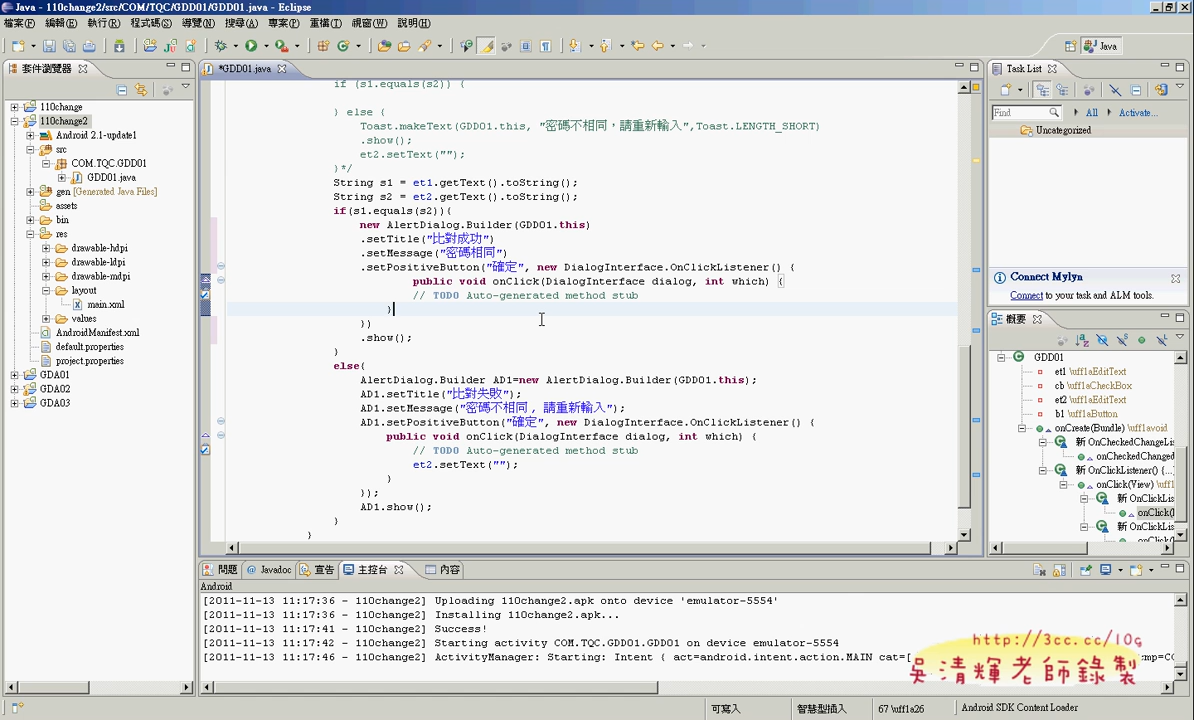 Java - 110change2/src/COM/TQC/GDD01/GDD01.java - Eclipse
檔案(F) 編輯(E) 執行(R) 程式碼(S) 導覽(N) 搜尋(A) 專案(P) 重構(T) 視窗(W) 說明(H)
Java
套件瀏覽器
110change
110change2
Android 2.1-update1
src
COM.TQC.GDD01
GDD01.java
gen [Generated Java Files]
assets
bin
res
drawable-hdpi
drawable-ldpi
drawable-mdpi
layout
main.xml
values
AndroidManifest.xml
default.properties
project.properties
GDA01
GDA02
GDA03
*GDD01.java
if (s1.equals(s2)) {
} else {
Toast.makeText(GDD01.this, "密碼不相同，請重新輸入",Toast.LENGTH_SHORT)
.show();
et2.setText("");
}*/
String s1 = et1.getText().toString();
String s2 = et2.getText().toString();
if(s1.equals(s2)){
new AlertDialog.Builder(GDD01.this)
.setTitle("比對成功")
.setMessage("密碼相同")
.setPositiveButton("確定", new DialogInterface.OnClickListener() {
public void onClick(DialogInterface dialog, int which) {
// TODO Auto-generated method stub
}
})
.show();
}
else{
AlertDialog.Builder AD1=new AlertDialog.Builder(GDD01.this);
AD1.setTitle("比對失敗");
AD1.setMessage("密碼不相同, 請重新輸入");
AD1.setPositiveButton("確定", new DialogInterface.OnClickListener() {
public void onClick(DialogInterface dialog, int which) {
// TODO Auto-generated method stub
et2.setText("");
}
});
AD1.show();
}
}
Task List
Find
All
Activate...
Uncategorized
Connect Mylyn
Connect to your task and ALM tools.
概要
GDD01
et1 \uff1aEditText
cb \uff1aCheckBox
et2 \uff1aEditText
b1 \uff1aButton
onCreate(Bundle) \uff1avoid
新 OnCheckedChangeLis
onCheckedChanged
新 OnClickListener() {...}
onClick(View) \uff1
新 OnClickLis
onClick(
新 OnClickLis
問題
@ Javadoc
宣告
主控台
內容
Android
[2011-11-13 11:17:36 - 110change2] Uploading 110change2.apk onto device 'emulator-5554'
[2011-11-13 11:17:36 - 110change2] Installing 110change2.apk...
[2011-11-13 11:17:41 - 110change2] Success!
[2011-11-13 11:17:42 - 110change2] Starting activity COM.TQC.GDD01.GDD01 on device emulator-5554
[2011-11-13 11:17:46 - 110change2] ActivityManager: Starting: Intent { act=android.intent.action.MAIN cat=[
http://3cc.cc/10g
吳清輝老師錄製
可寫入
智慧型插入
67 \uff1a26
Android SDK Content Loader